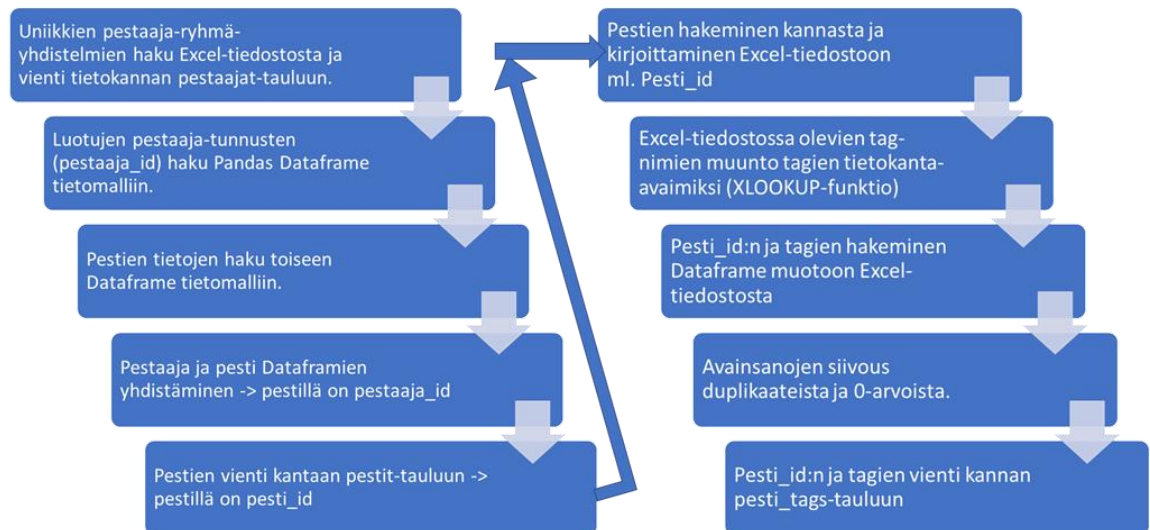 Uniikkien pestaaja-ryhmä-
yhdistelmien haku Excel-tiedostosta ja
vienti tietokannan pestaajat-tauluun.
Luotujen pestaaja-tunnusten
(pestaaja_id) haku Pandas Dataframe
tietomalliin.
Pestien tietojen haku toiseen
Dataframe tietomalliin.
Pestaaja ja pesti Dataframien
yhdistäminen -> pestillä on pestaaja_id
Pestien vienti kantaan pestit-tauluun ->
pestillä on pesti_id
Pestien hakeminen kannasta ja
kirjoittaminen Excel-tiedostoon
ml. Pesti_id
Excel-tiedostossa olevien tag-
nimien muunto tagien tietokanta-
avaimiksi (XLOOKUP-funktio)
Pesti_id:n ja tagien hakeminen
Dataframe muotoon Excel-
tiedostosta
Avainsanojen siivous
duplikaateista ja 0-arvoista.
Pesti_id:n ja tagien vienti kannan
pesti_tags-tauluun